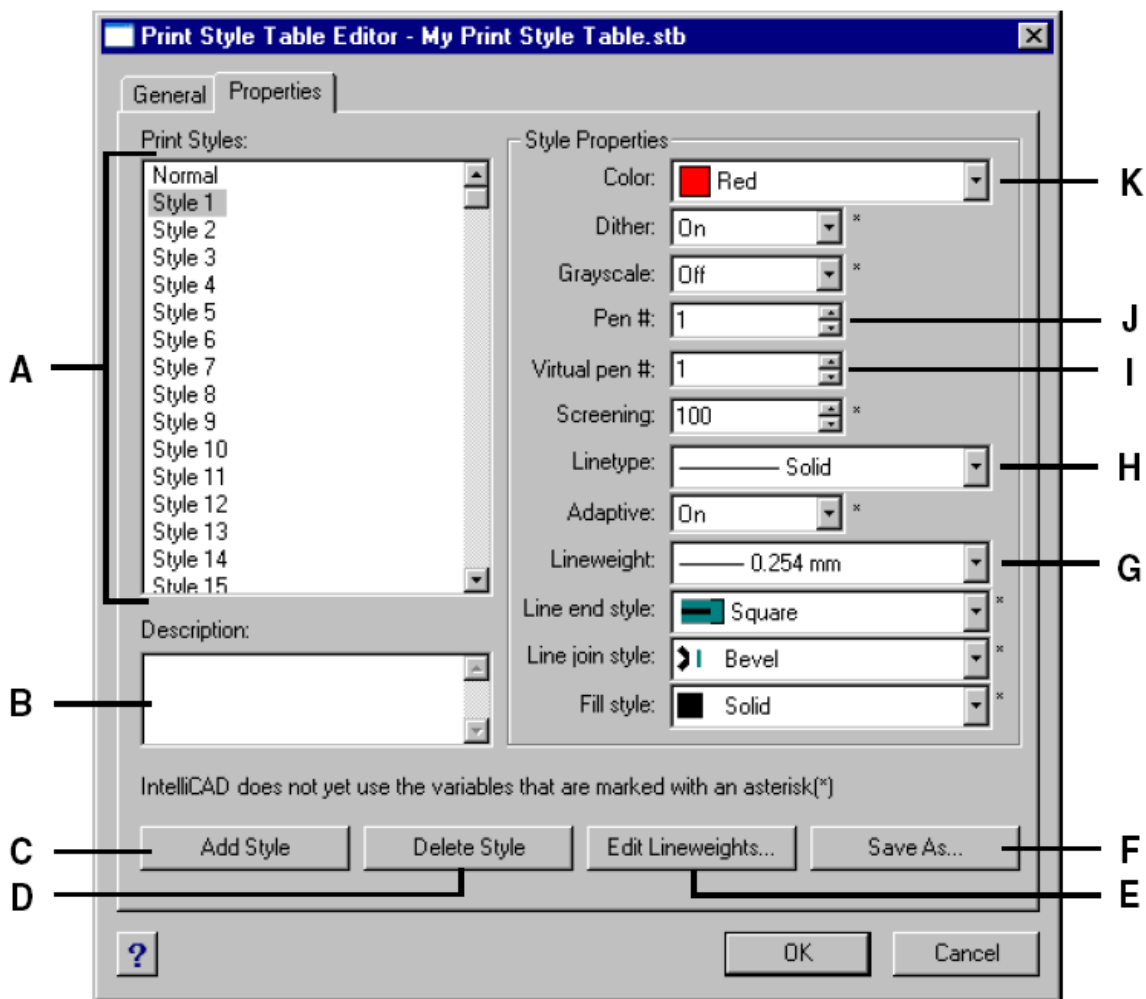 Print Style Table Editor - My Print Style Table.stb
General Properties
Print Styles:
Normal
Style 1
Style 2
Style 3
Style 4
Style 5
Style 6
Style 7
Style 8
Style 9
Style 10
Style 11
Style 12
Style 13
Style 14
Style 15
Description:
Style Properties
Color: Red
Dither: On *
Grayscale: Off *
Pen #: 1
Virtual pen #: 1
Screening: 100 *
Linetype: Solid
Adaptive: On *
Lineweight: 0.254 mm
Line end style: Square *
Line join style: Bevel *
Fill style: Solid *
IntelliCAD does not yet use the variables that are marked with an asterisk(*)
Add Style Delete Style Edit Lineweights... Save As...
? OK Cancel
A
B
C
D
E
F
G
H
I
J
K